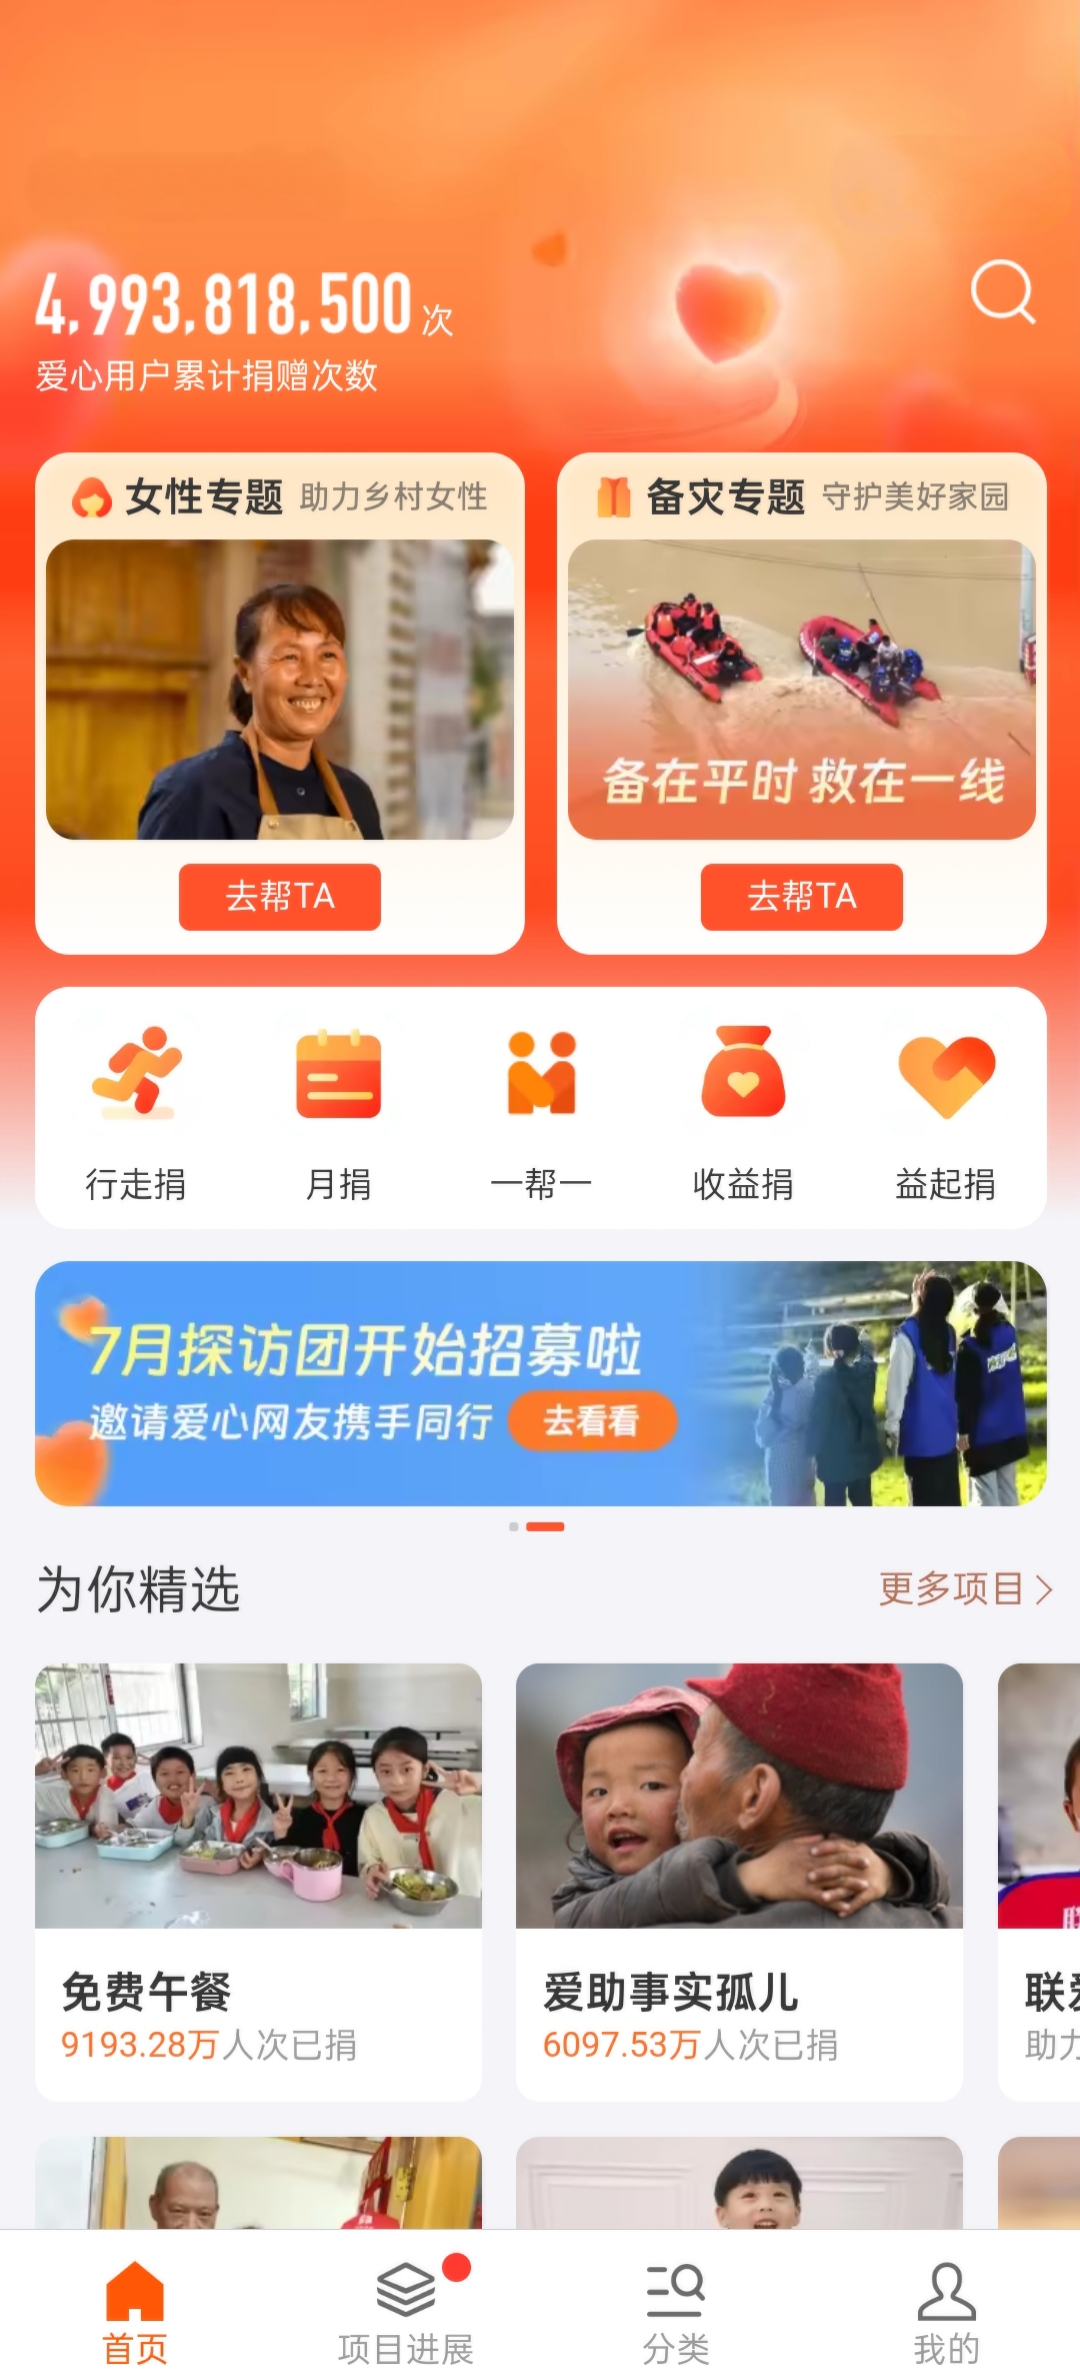 4,993,818,500 次
爱心用户累计捐赠次数
女性专题 助力乡村女性
备灾专题 守护美好家园
备在平时 救在一线
去帮TA
去帮TA
行走捐
月捐
一帮一
收益捐
益起捐
7月探访团开始招募啦
邀请爱心网友携手同行 去看看
为你精选
更多项目
免费午餐
9193.28万人次已捐
爱助事实孤儿
6097.53万人次已捐
联
助力
首页
项目进展
分类
我的